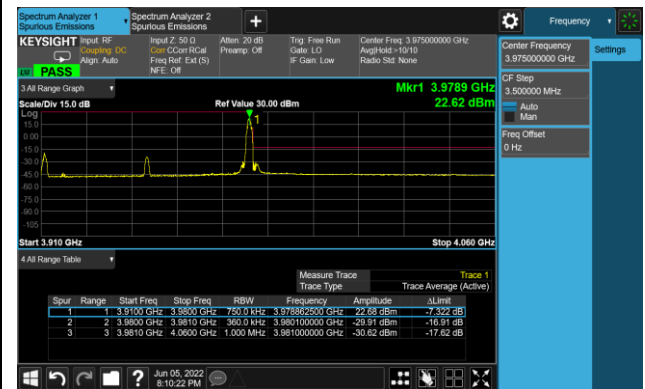 Spectrum Analyzer 1
Spurious Emissions
Spectrum Analyzer 2
Spurious Emissions
+
Frequency
KEYSIGHT
Input: RF
Coupling: DC
Align: Auto
Input Z: 50 Ω
Corr CCorr RCal
Freq Ref: Ext (S)
NFE: Off
Atten: 20 dB
Preamp: Off
Trig: Free Run
Gate: LO
IF Gain: Low
Center Freq: 3.975000000 GHz
Avg|Hold:>10/10
Radio Std: None
LXI PASS
Center Frequency
3.975000000 GHz
Settings
CF Step
3.500000 MHz
Auto
Man
Freq Offset
0 Hz
3 All Range Graph
Mkr1 3.9789 GHz
22.62 dBm
Scale/Div 15.0 dB
Ref Value 30.00 dBm
Log
15.0
0.00
-15.0
-30.0
-45.0
-60.0
-75.0
-90.0
-105
1
Start 3.910 GHz
Stop 4.060 GHz
4 All Range Table
Measure Trace Trace 1
Trace Type Trace Average (Active)
Spur Range Start Freq Stop Freq RBW Frequency Amplitude ΔLimit
1 1 3.9100 GHz 3.9800 GHz 750.0 kHz 3.978862500 GHz 22.68 dBm -7.322 dB
2 2 3.9800 GHz 3.9810 GHz 360.0 kHz 3.980100000 GHz -29.91 dBm -16.91 dB
3 3 3.9810 GHz 4.0600 GHz 1.000 MHz 3.981000000 GHz -30.62 dBm -17.62 dB
?
Jun 05, 2022
8:10:22 PM